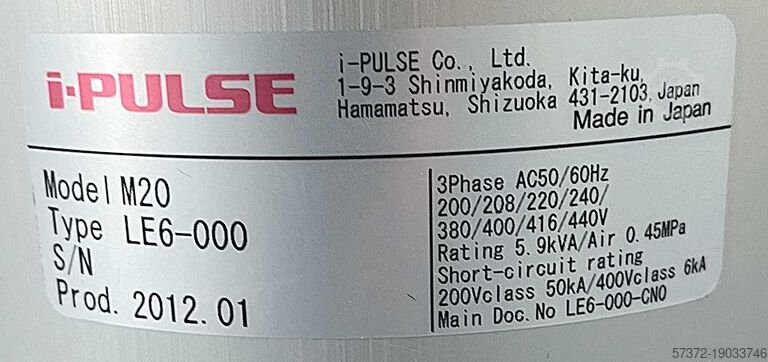 i-PULSE
i-PULSE Co., Ltd.
1-9-3 Shinmiyakoda, Kita-ku,
Hamamatsu, Shizuoka 431-2103, Japan
Made in Japan
Model M20
Type LE6-000
S/N
Prod. 2012.01
3Phase AC50/60Hz
200/208/220/240/
380/400/416/440V
Rating 5.9kVA/Air 0.45MPa
Short-circuit rating
200Vclass 50kA/400Vclass 6kA
Main Doc.No LE6-000-CN0
57372-19033746